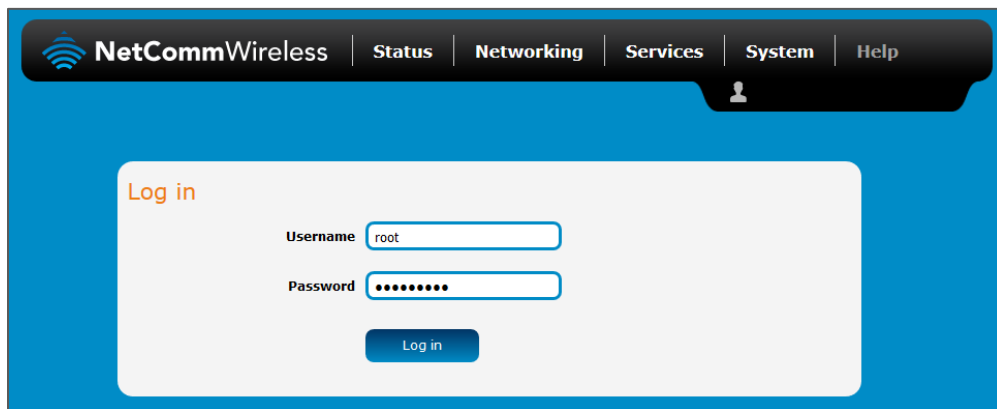 NetCommWireless Status Networking Services System Help
Log in
Username root
Password •••••••••
Log in